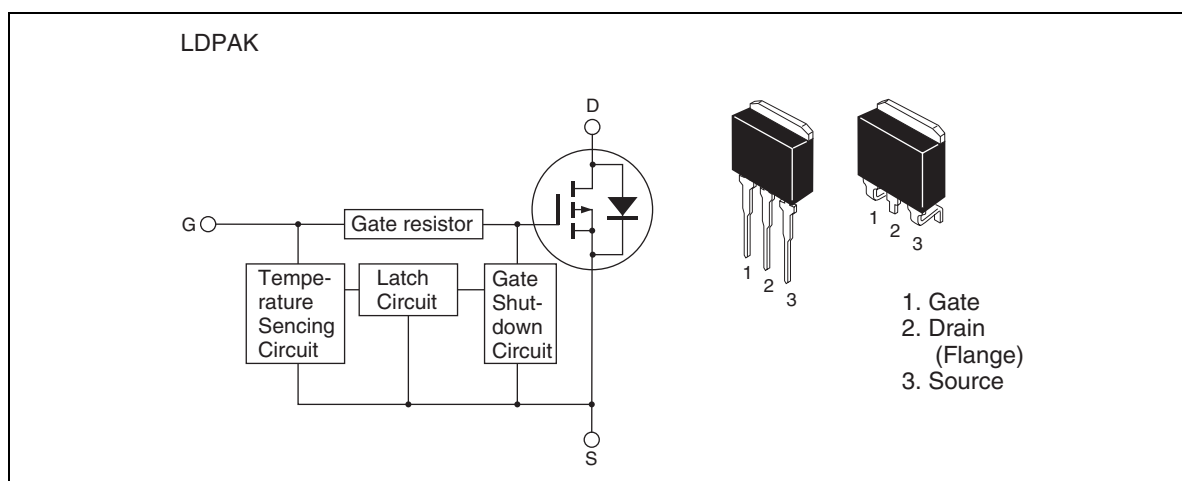 LDPAK
D
G
Gate resistor
Tempe-
rature
Sencing
Circuit
Latch
Circuit
Gate
Shut-
down
Circuit
S
1
2
3
1
2
3
1. Gate
2. Drain
(Flange)
3. Source